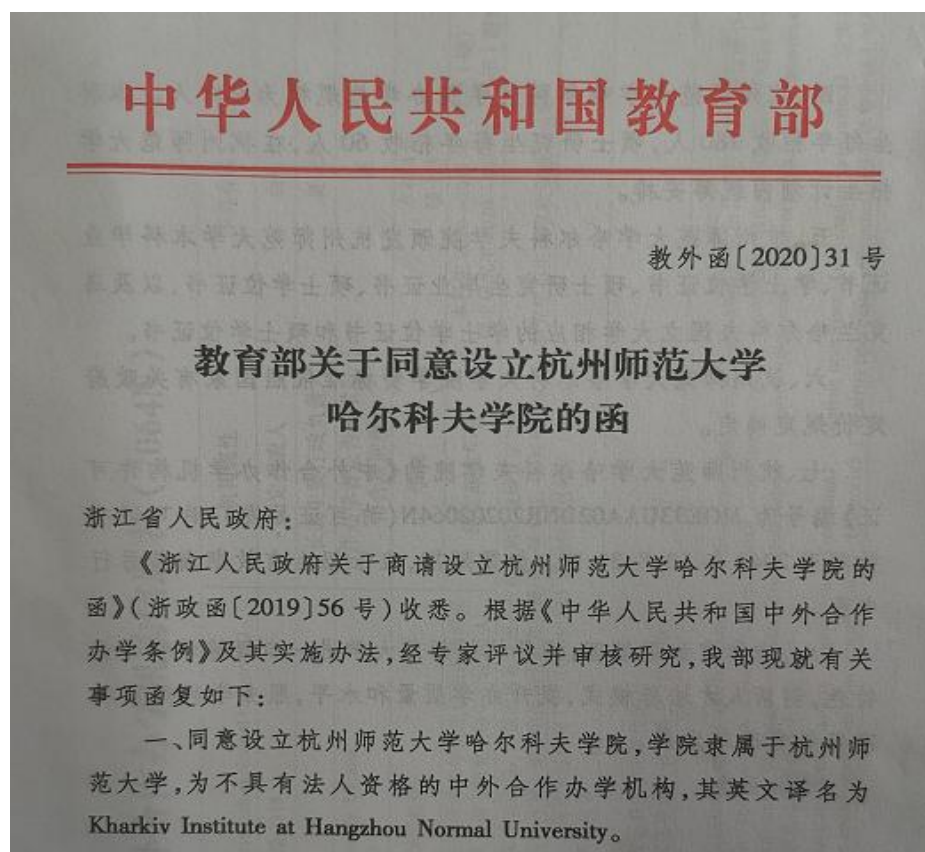 中华人民共和国教育部
教外函〔2020〕31号
教育部关于同意设立杭州师范大学
哈尔科夫学院的函
浙江省人民政府：
《浙江人民政府关于商请设立杭州师范大学哈尔科夫学院的
函》（浙政函〔2019〕56号）收悉。根据《中华人民共和国中外合作
办学条例》及其实施办法，经专家评议并审核研究，我部现就有关
事项函复如下：
一、同意设立杭州师范大学哈尔科夫学院，学院隶属于杭州师
范大学，为不具有法人资格的中外合作办学机构，其英文译名为
Kharkiv Institute at Hangzhou Normal University。